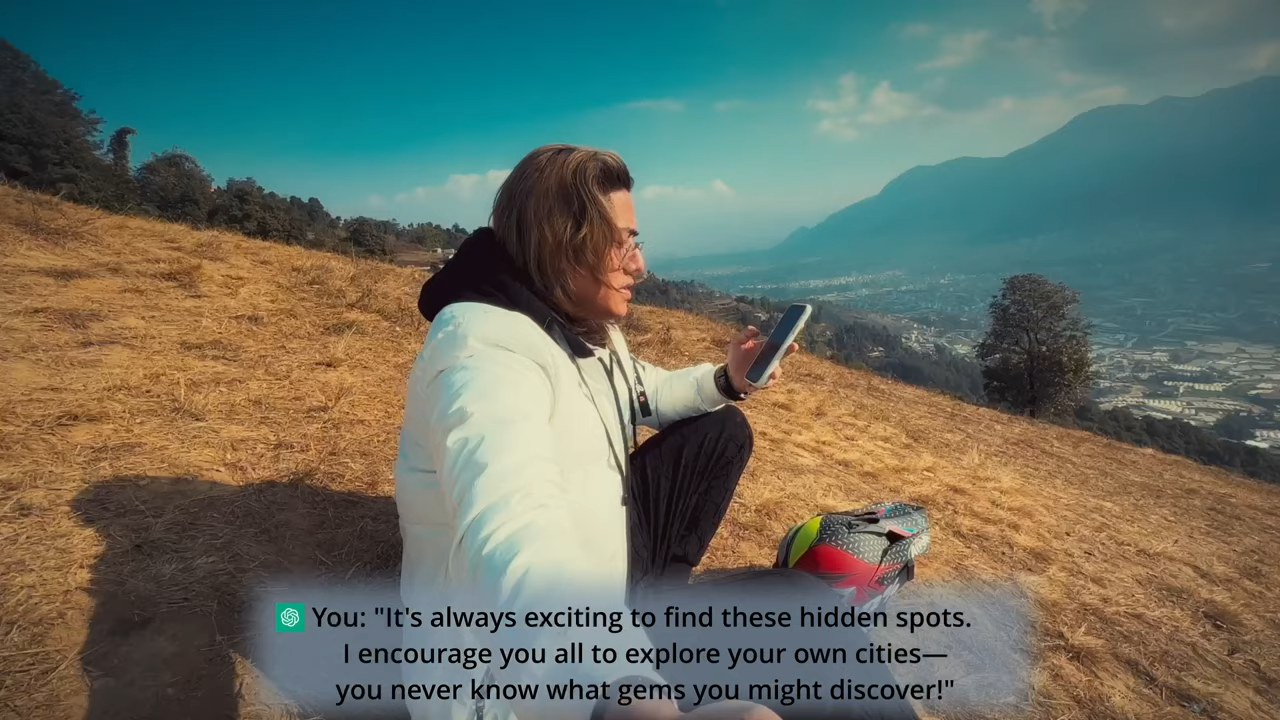 You: "It's always exciting to find these hidden spots.
I encourage you all to explore your own cities—
you never know what gems you might discover!"